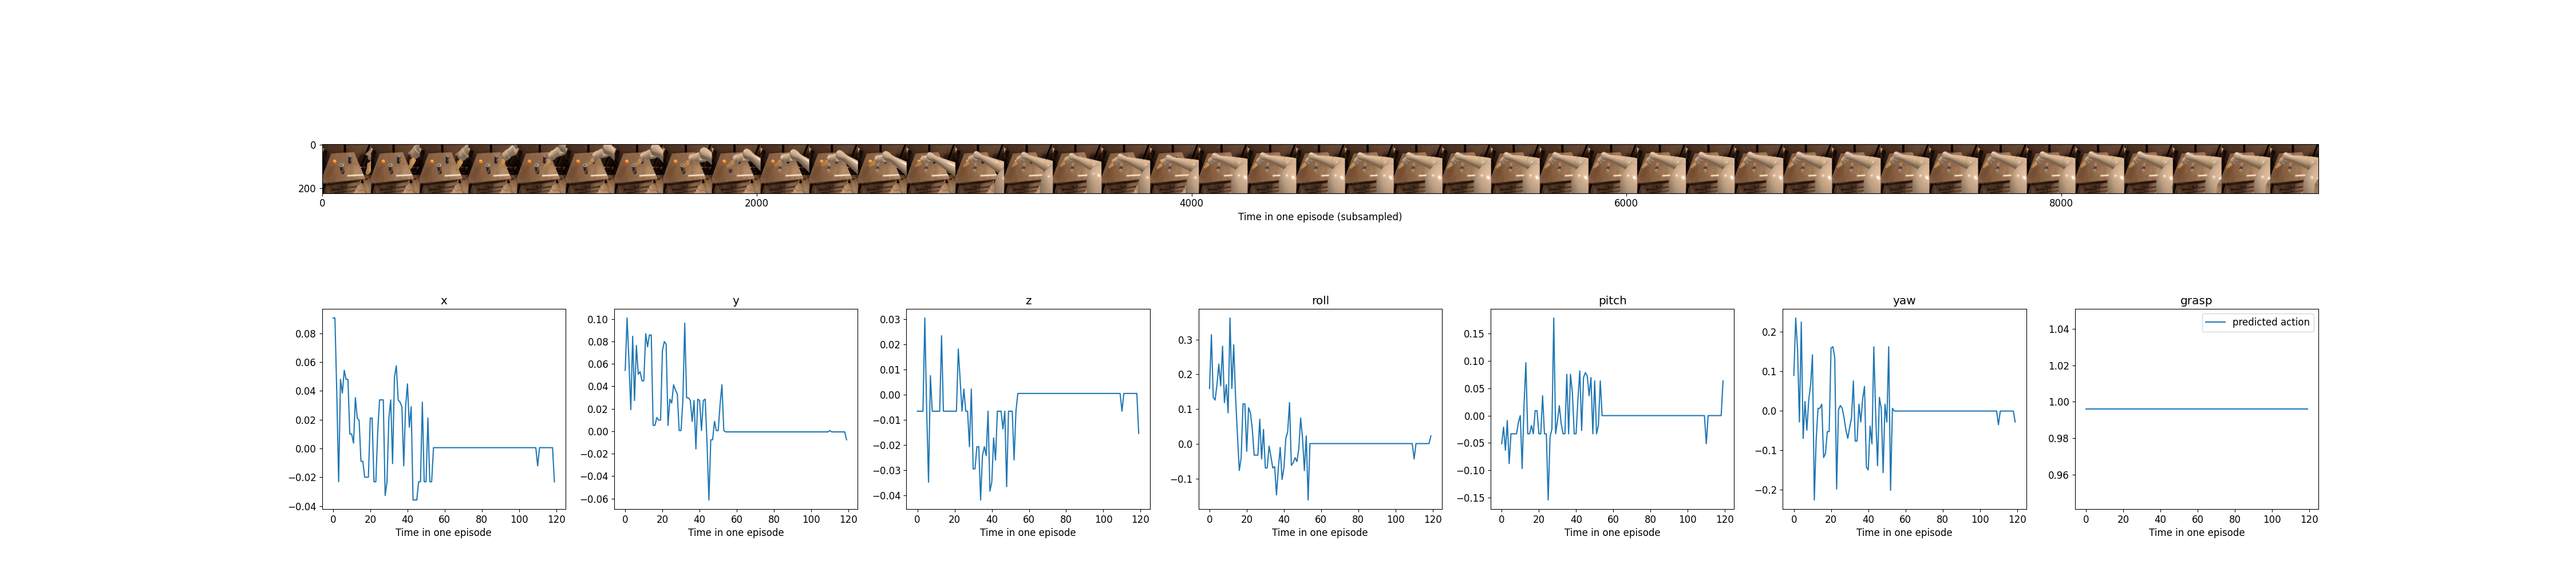 0
200
0 2000 4000 6000 8000
Time in one episode (subsampled)
x
0.08
0.06
0.04
0.02
0.00
−0.02
−0.04
0 20 40 60 80 100 120
Time in one episode
y
0.10
0.08
0.06
0.04
0.02
0.00
−0.02
−0.04
−0.06
0 20 40 60 80 100 120
Time in one episode
z
0.03
0.02
0.01
0.00
−0.01
−0.02
−0.03
−0.04
0 20 40 60 80 100 120
Time in one episode
roll
0.3
0.2
0.1
0.0
−0.1
0 20 40 60 80 100 120
Time in one episode
pitch
0.15
0.10
0.05
0.00
−0.05
−0.10
−0.15
0 20 40 60 80 100 120
Time in one episode
yaw
0.2
0.1
0.0
−0.1
−0.2
0 20 40 60 80 100 120
Time in one episode
grasp
predicted action
1.04
1.02
1.00
0.98
0.96
0 20 40 60 80 100 120
Time in one episode